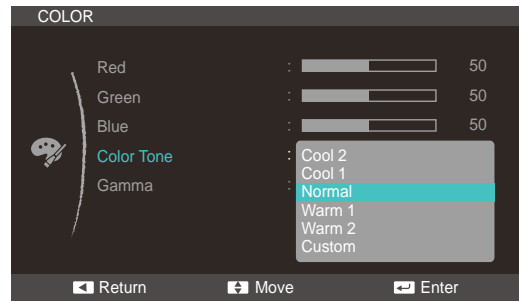 COLOR
Red : 50
Green : 50
Blue : 50
Color Tone : Cool 2
Cool 1
Gamma : Normal
Warm 1
Warm 2
Custom
Return Move Enter